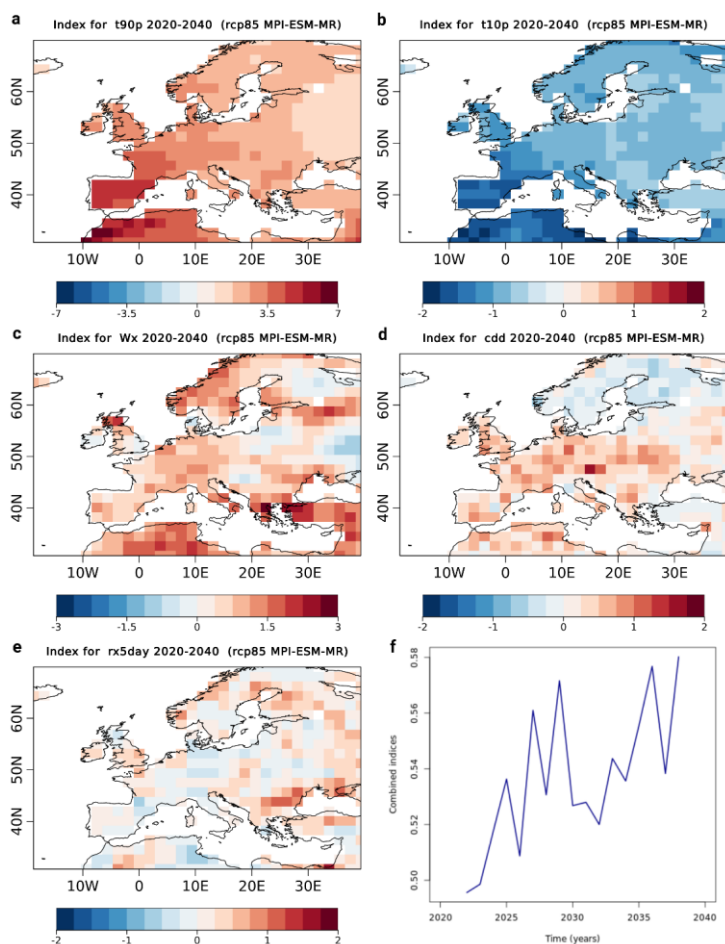 a
Index for t90p 2020-2040 (rcp85 MPI-ESM-MR)
60N
50N
40N
10W 0 10E 20E 30E
-7 -3.5 0 3.5 7
b
Index for t10p 2020-2040 (rcp85 MPI-ESM-MR)
60N
50N
40N
10W 0 10E 20E 30E
-2 -1 0 1 2
c
Index for Wx 2020-2040 (rcp85 MPI-ESM-MR)
60N
50N
40N
10W 0 10E 20E 30E
-3 -1.5 0 1.5 3
d
Index for cdd 2020-2040 (rcp85 MPI-ESM-MR)
60N
50N
40N
10W 0 10E 20E 30E
-2 -1 0 1 2
e
Index for rx5day 2020-2040 (rcp85 MPI-ESM-MR)
60N
50N
40N
10W 0 10E 20E 30E
-2 -1 0 1 2
f
Combined indices
0.58
0.56
0.54
0.52
0.50
2020 2025 2030 2035 2040
Time (years)